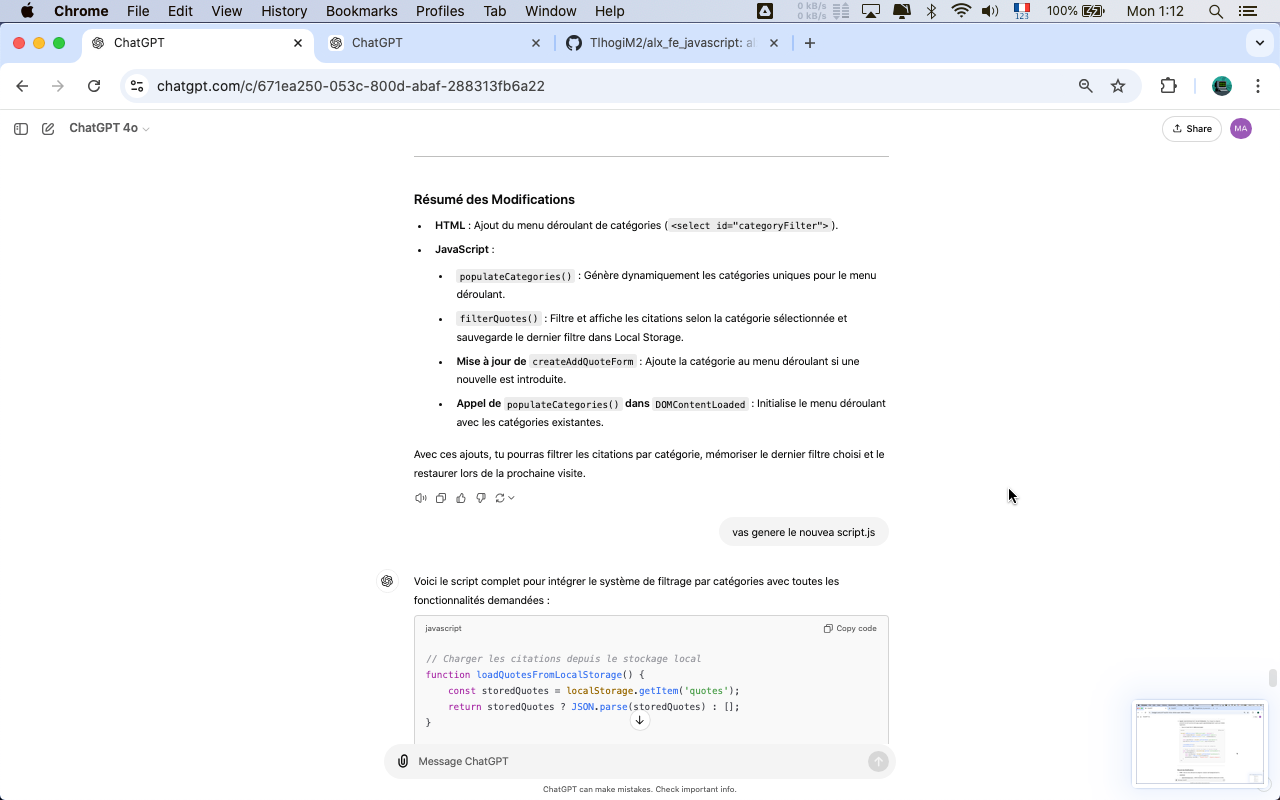 Chrome File Edit View History Bookmarks Profiles Tab Window Help 0 kB/s 0 kB/s 123 100% Mon 1:12
ChatGPT ChatGPT TlhogiM2/alx_fe_javascript:
chatgpt.com/c/671ea250-053c-800d-abaf-288313fb6a22
ChatGPT 4o Share MA
Résumé des Modifications
• HTML : Ajout du menu déroulant de catégories ( <select id="categoryFilter"> ).
• JavaScript :
• populateCategories() : Génère dynamiquement les catégories uniques pour le menu
déroulant.
• filterQuotes() : Filtre et affiche les citations selon la catégorie sélectionnée et
sauvegarde le dernier filtre dans Local Storage.
• Mise à jour de createAddQuoteForm : Ajoute la catégorie au menu déroulant si une
nouvelle est introduite.
• Appel de populateCategories() dans DOMContentLoaded : Initialise le menu déroulant
avec les catégories existantes.
Avec ces ajouts, tu pourras filtrer les citations par catégorie, mémoriser le dernier filtre choisi et le
restaurer lors de la prochaine visite.
vas genere le nouvea script.js
Voici le script complet pour intégrer le système de filtrage par catégories avec toutes les
fonctionnalités demandées :
javascript Copy code
// Charger les citations depuis le stockage local
function loadQuotesFromLocalStorage() {
const storedQuotes = localStorage.getItem('quotes');
return storedQuotes ? JSON.parse(storedQuotes) : [];
}
Message ChatGPT
ChatGPT can make mistakes. Check important info.